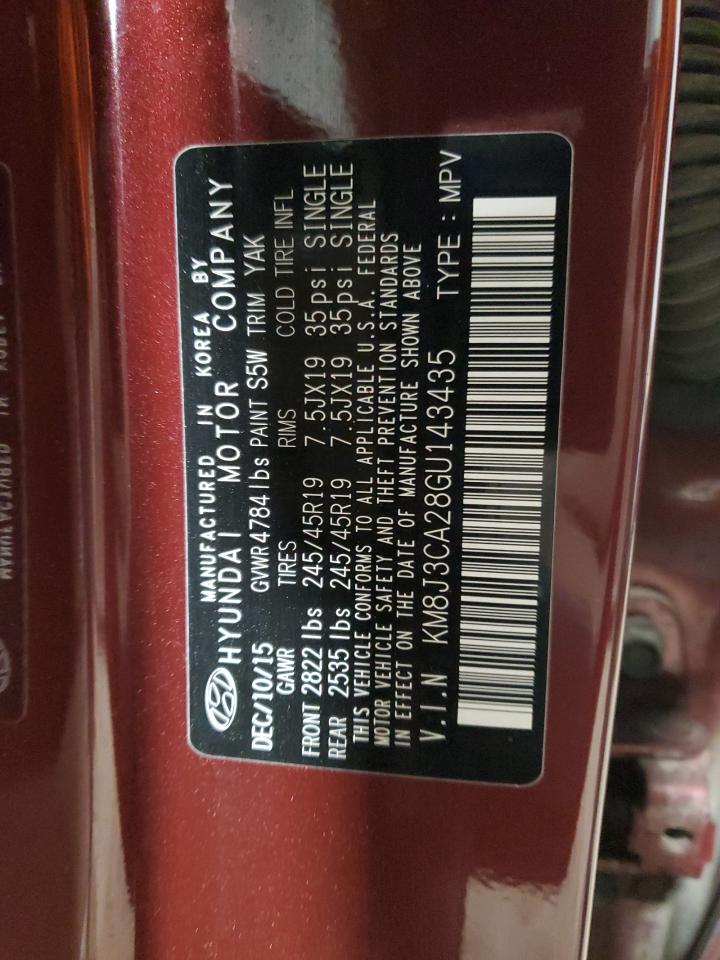 MANUFACTURED IN KOREA BY
HYUNDAI MOTOR COMPANY
DEC/10/15 GVWR4784lbs PAINT S5W TRIM YAK
GAWR TIRES RIMS COLD TIRE INFL
FRONT 2822 lbs 245/45R19 7.5JX19 35psi SINGLE
REAR 2535 lbs 245/45R19 7.5JX19 35psi SINGLE
THIS VEHICLE CONFORMS TO ALL APPLICABLE U.S.A. FEDERAL
MOTOR VEHICLE SAFETY AND THEFT PREVENTION STANDARDS
IN EFFECT ON THE DATE OF MANUFACTURE SHOWN ABOVE
V.I.N KM8J3CA28GU143435 TYPE : MPV